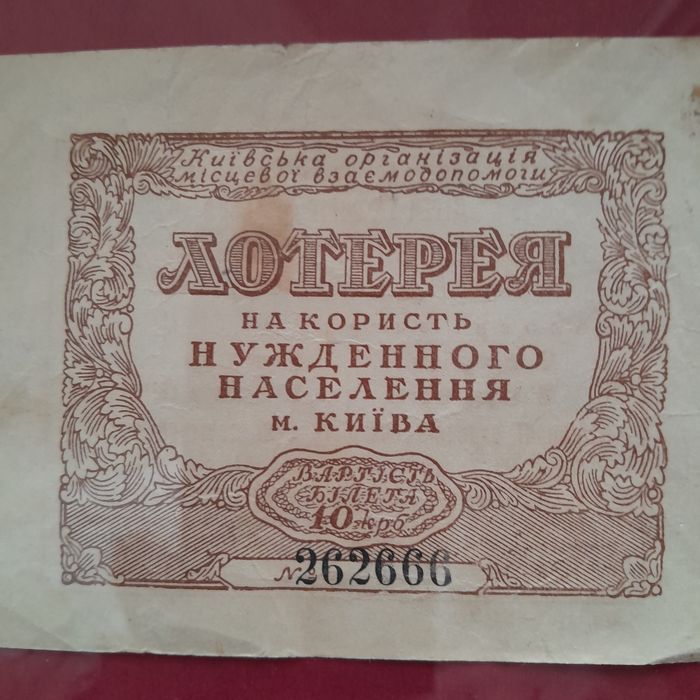 Київська організація
місцевої взаємодопомоги
ЛОТЕРЕЯ
НА КОРИСТЬ
НУЖДЕННОГО
НАСЕЛЕННЯ
м. КИЇВА
ВАРТІСТЬ
БІЛЕТА
10 крб.
№ 262666